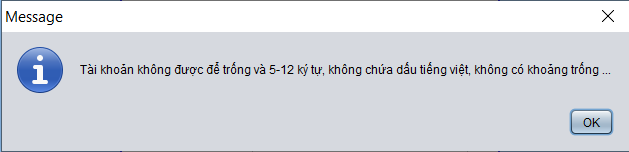 Message
Tài khoản không được để trống và 5-12 ký tự, không chứa dấu tiếng việt, không có khoảng trống ...
OK